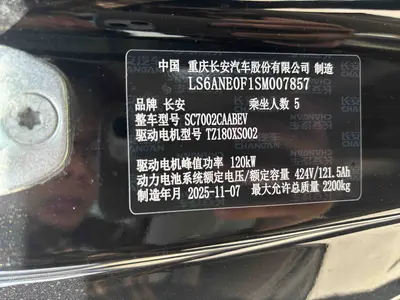 中国 重庆长安汽车股份有限公司 制造
LS6ANE0F1SM007857
品牌 长安 乘坐人数 5
整车型号 SC7002CAABEV
驱动电机型号 TZ180XS002
驱动电机峰值功率 120kW
动力电池系统额定电压/额定容量 424V/121.5Ah
制造年月 2025-11-07 最大允许总质量 2200kg